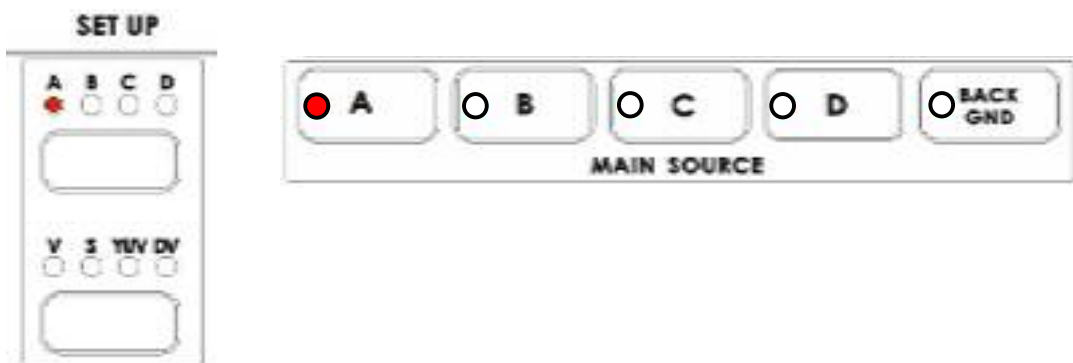 SET UP
A B C D
V S YUV DV
A B C D BACK GND
MAIN SOURCE